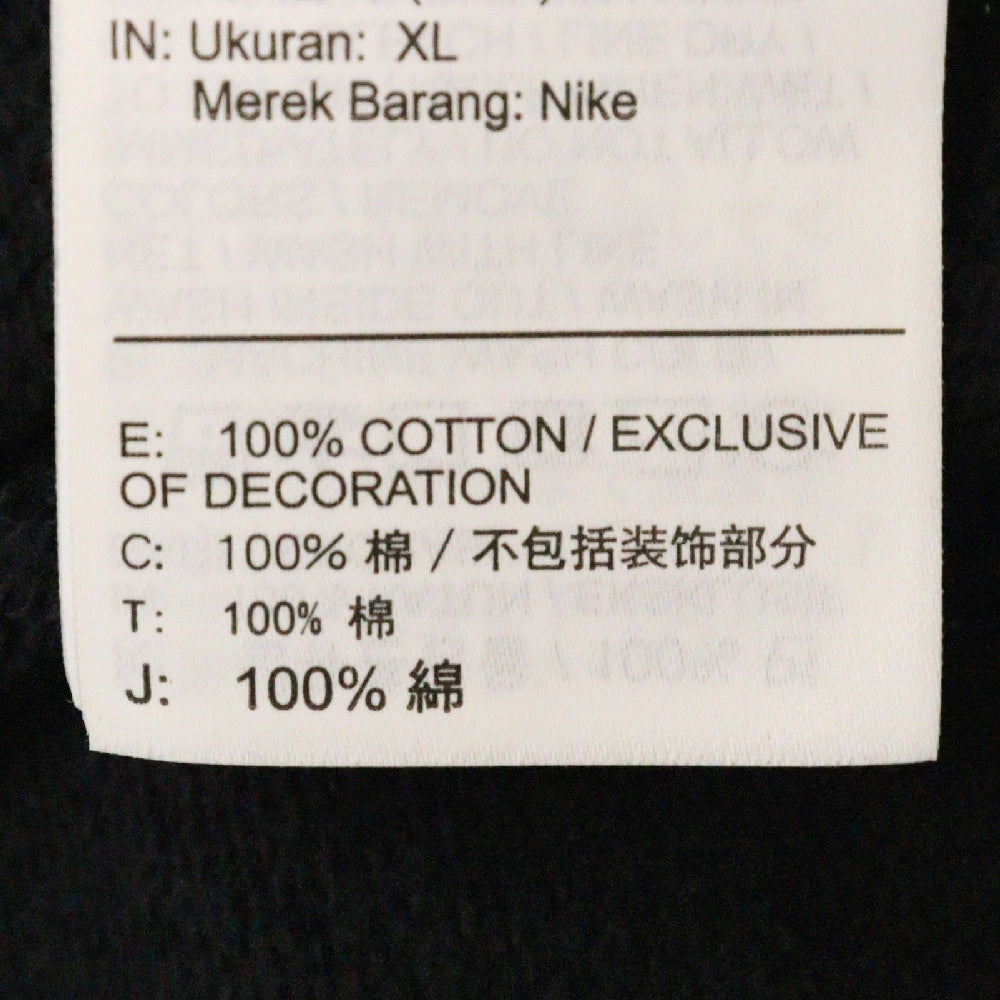 IN: Ukuran: XL
Merek Barang: Nike
E: 100% COTTON / EXCLUSIVE
OF DECORATION
C: 100% 棉 / 不包括装饰部分
T: 100% 棉
J: 100% 綿